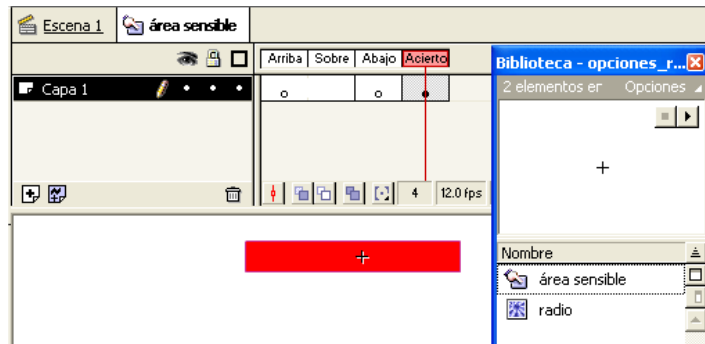 Escena 1 área sensible
Arriba Sobre Abajo Acierto
Capa 1
4 12.0 fps
Biblioteca - opciones_r...
2 elementos er Opciones
Nombre
área sensible
radio